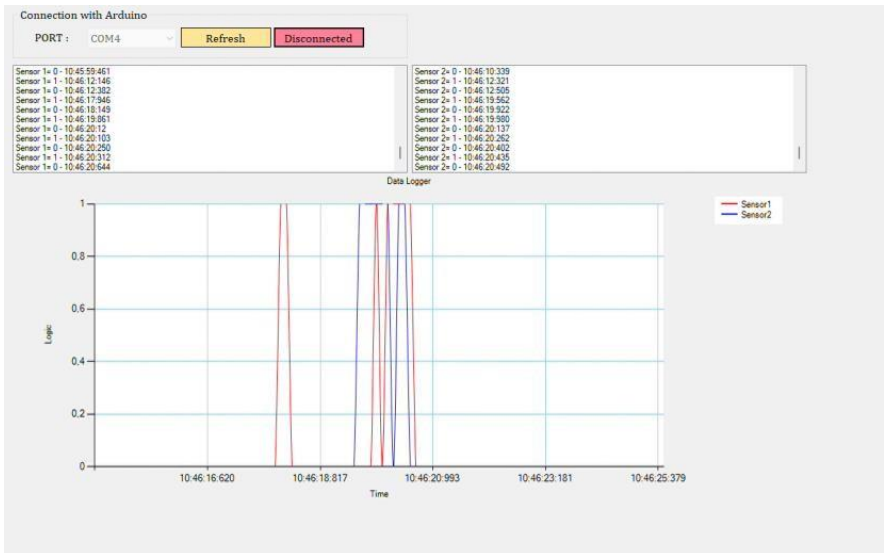 Connection with Arduino
PORT : COM4 Refresh Disconnected
Sensor 1= 0 - 10:45:59:461
Sensor 1= 1 - 10:46:12:146
Sensor 1= 0 - 10:46:12:382
Sensor 1= 1 - 10:46:17:946
Sensor 1= 0 - 10:46:18:149
Sensor 1= 1 - 10:46:19:861
Sensor 1= 0 - 10:46:20:12
Sensor 1= 1 - 10:46:20:103
Sensor 1= 0 - 10:46:20:250
Sensor 1= 1 - 10:46:20:312
Sensor 1= 0 - 10:46:20:644
Sensor 2= 0 - 10:46:10:339
Sensor 2= 1 - 10:46:12:321
Sensor 2= 0 - 10:46:12:505
Sensor 2= 1 - 10:46:19:562
Sensor 2= 0 - 10:46:19:922
Sensor 2= 1 - 10:46:19:980
Sensor 2= 0 - 10:46:20:137
Sensor 2= 1 - 10:46:20:262
Sensor 2= 0 - 10:46:20:402
Sensor 2= 1 - 10:46:20:435
Sensor 2= 0 - 10:46:20:492
Data Logger
Sensor1
Sensor2
1
0.8
0.6
0.4
0.2
0
Logic
10:46:16:620 10:46:18:817 10:46:20:993 10:46:23:181 10:46:25:379
Time